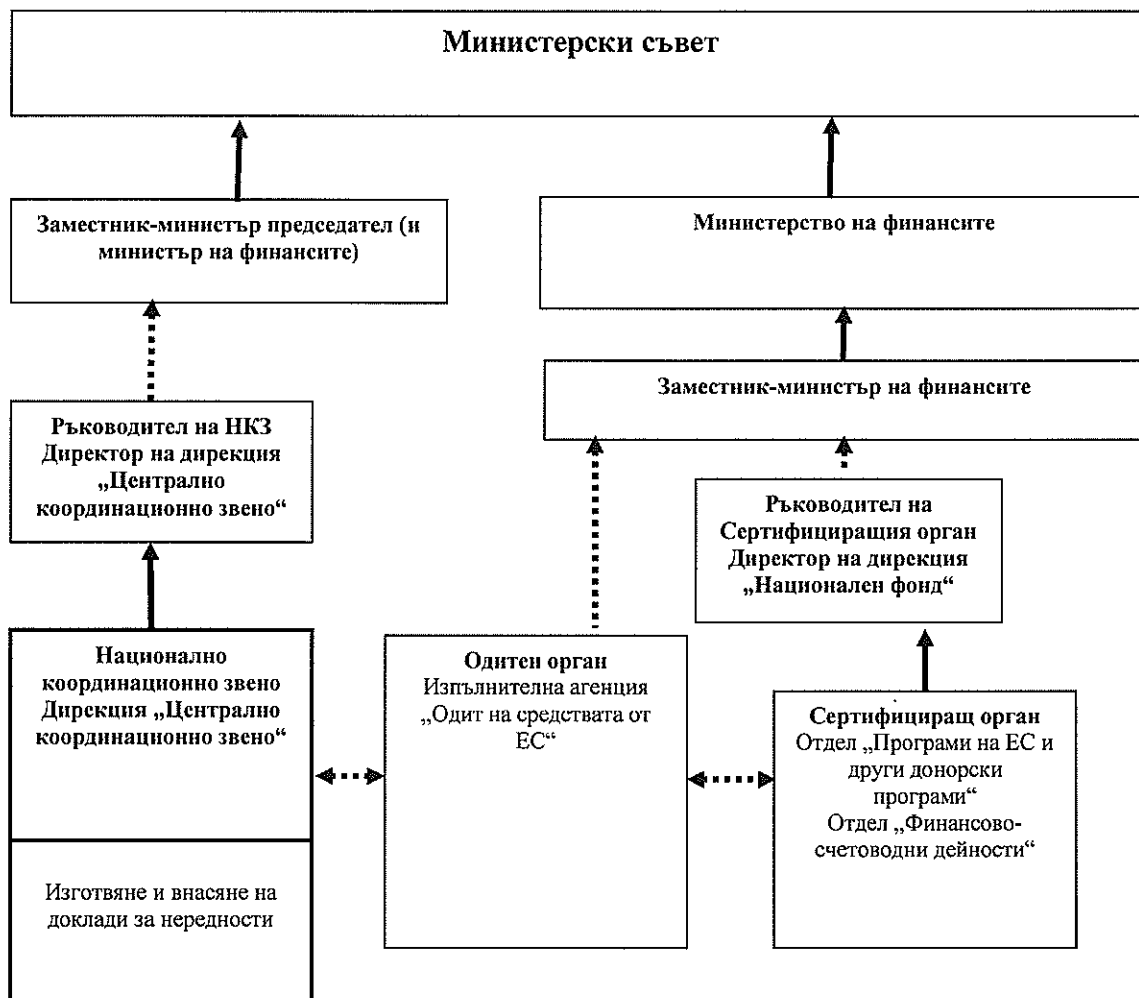 Министерски съвет
Заместник-министър председател (и
министър на финансите)
Министерство на финансите
Заместник-министър на финансите
Ръководител на НКЗ
Директор на дирекция
„Централно
координационно звено“
Ръководител на
Сертифициращия орган
Директор на дирекция
„Национален фонд“
Национално
координационно звено
Дирекция „Централно
координационно звено“
Изготвяне и внасяне на
доклади за нередности
Одитен орган
Изпълнителна агенция
„Одит на средствата от
ЕС“
Сертифициращ орган
Отдел „Програми на ЕС и
други донорски
програми“
Отдел „Финансово-
счетоводни дейности“